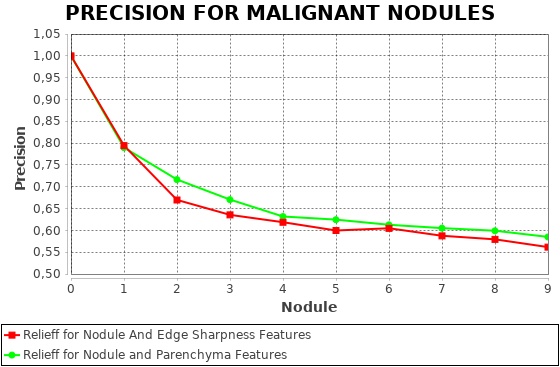 PRECISION FOR MALIGNANT NODULES
1,05
1,00
0,95
0,90
0,85
0,80
0,75
0,70
0,65
0,60
0,55
0,50
Precision
0 1 2 3 4 5 6 7 8 9
Nodule
Relieff for Nodule And Edge Sharpness Features
Relieff for Nodule and Parenchyma Features